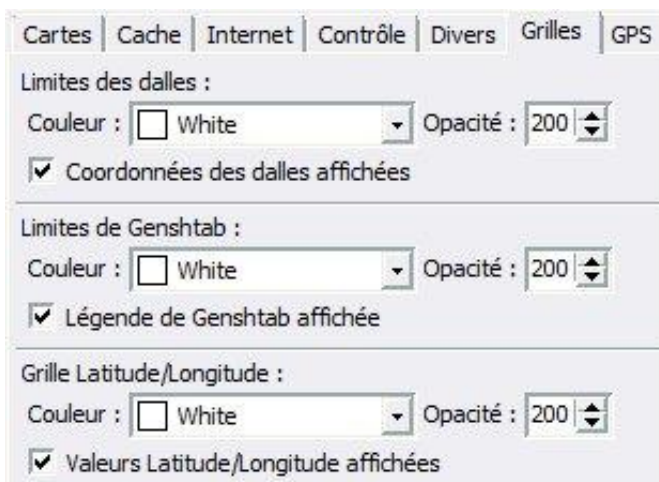 Cartes Cache Internet Contrôle Divers Grilles GPS
Limites des dalles :
Couleur : White Opacité : 200
Coordonnées des dalles affichées
Limites de Genshtab :
Couleur : White Opacité : 200
Légende de Genshtab affichée
Grille Latitude/Longitude :
Couleur : White Opacité : 200
Valeurs Latitude/Longitude affichées